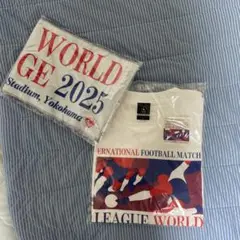 WORLD
GE 2025
Stadium, Yokohama
ERNATIONAL FOOTBALL MATCH
LEAGUE WORLD